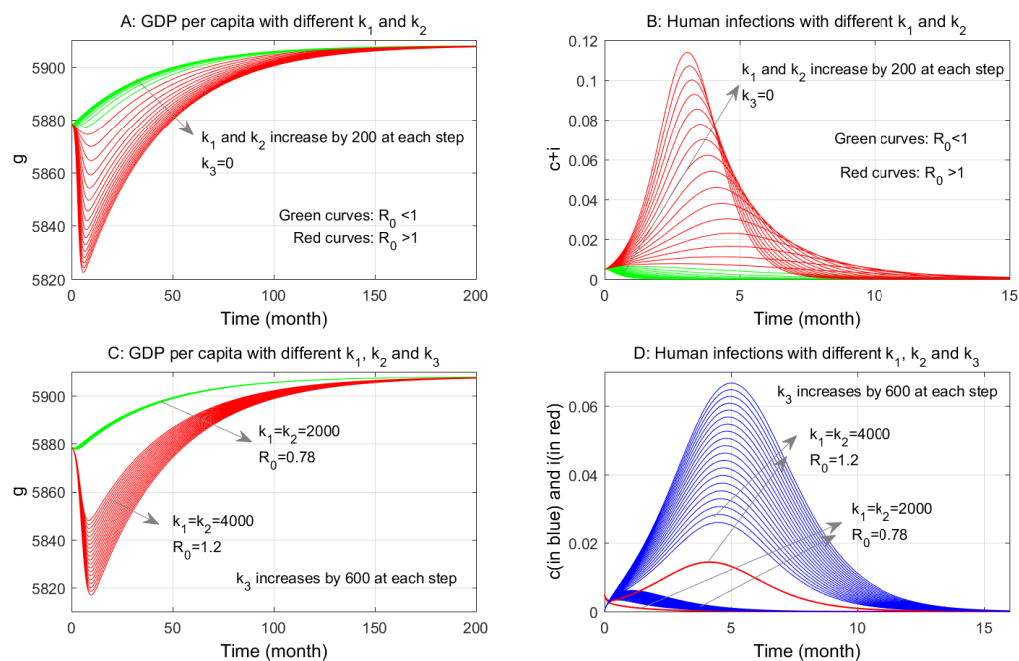 A: GDP per capita with different k1 and k2
5900
5880
5860
5840
5820
g
k1 and k2 increase by 200 at each step
k3=0
Green curves: R0 <1
Red curves: R0 >1
0 50 100 150 200
Time (month)
B: Human infections with different k1 and k2
0.12
0.1
0.08
0.06
0.04
0.02
0
c+i
k1 and k2 increase by 200 at each step
k3=0
Green curves: R0<1
Red curves: R0 >1
0 5 10 15
Time (month)
C: GDP per capita with different k1, k2 and k3
5900
5880
5860
5840
5820
g
k1=k2=2000
R0=0.78
k1=k2=4000
R0=1.2
k3 increases by 600 at each step
0 50 100 150 200
Time (month)
D: Human infections with different k1, k2 and k3
0.06
0.04
0.02
0
c(in blue) and i(in red)
k3 increases by 600 at each step
k1=k2=4000
R0=1.2
k1=k2=2000
R0=0.78
0 5 10 15
Time (month)